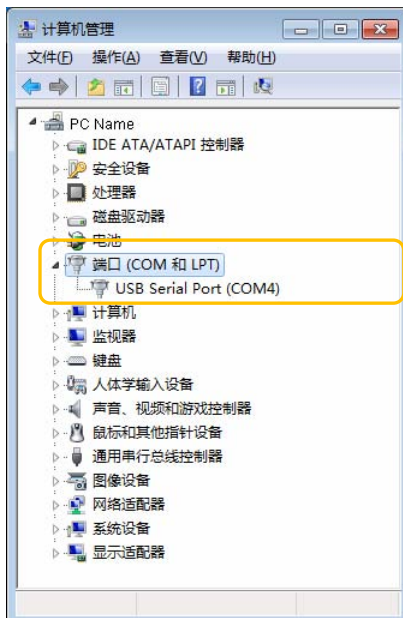 计算机管理
文件(F) 操作(A) 查看(V) 帮助(H)
PC Name
IDE ATA/ATAPI 控制器
安全设备
处理器
磁盘驱动器
电池
端口 (COM 和 LPT)
USB Serial Port (COM4)
计算机
监视器
键盘
人体学输入设备
声音、视频和游戏控制器
鼠标和其他指针设备
通用串行总线控制器
图像设备
网络适配器
系统设备
显示适配器